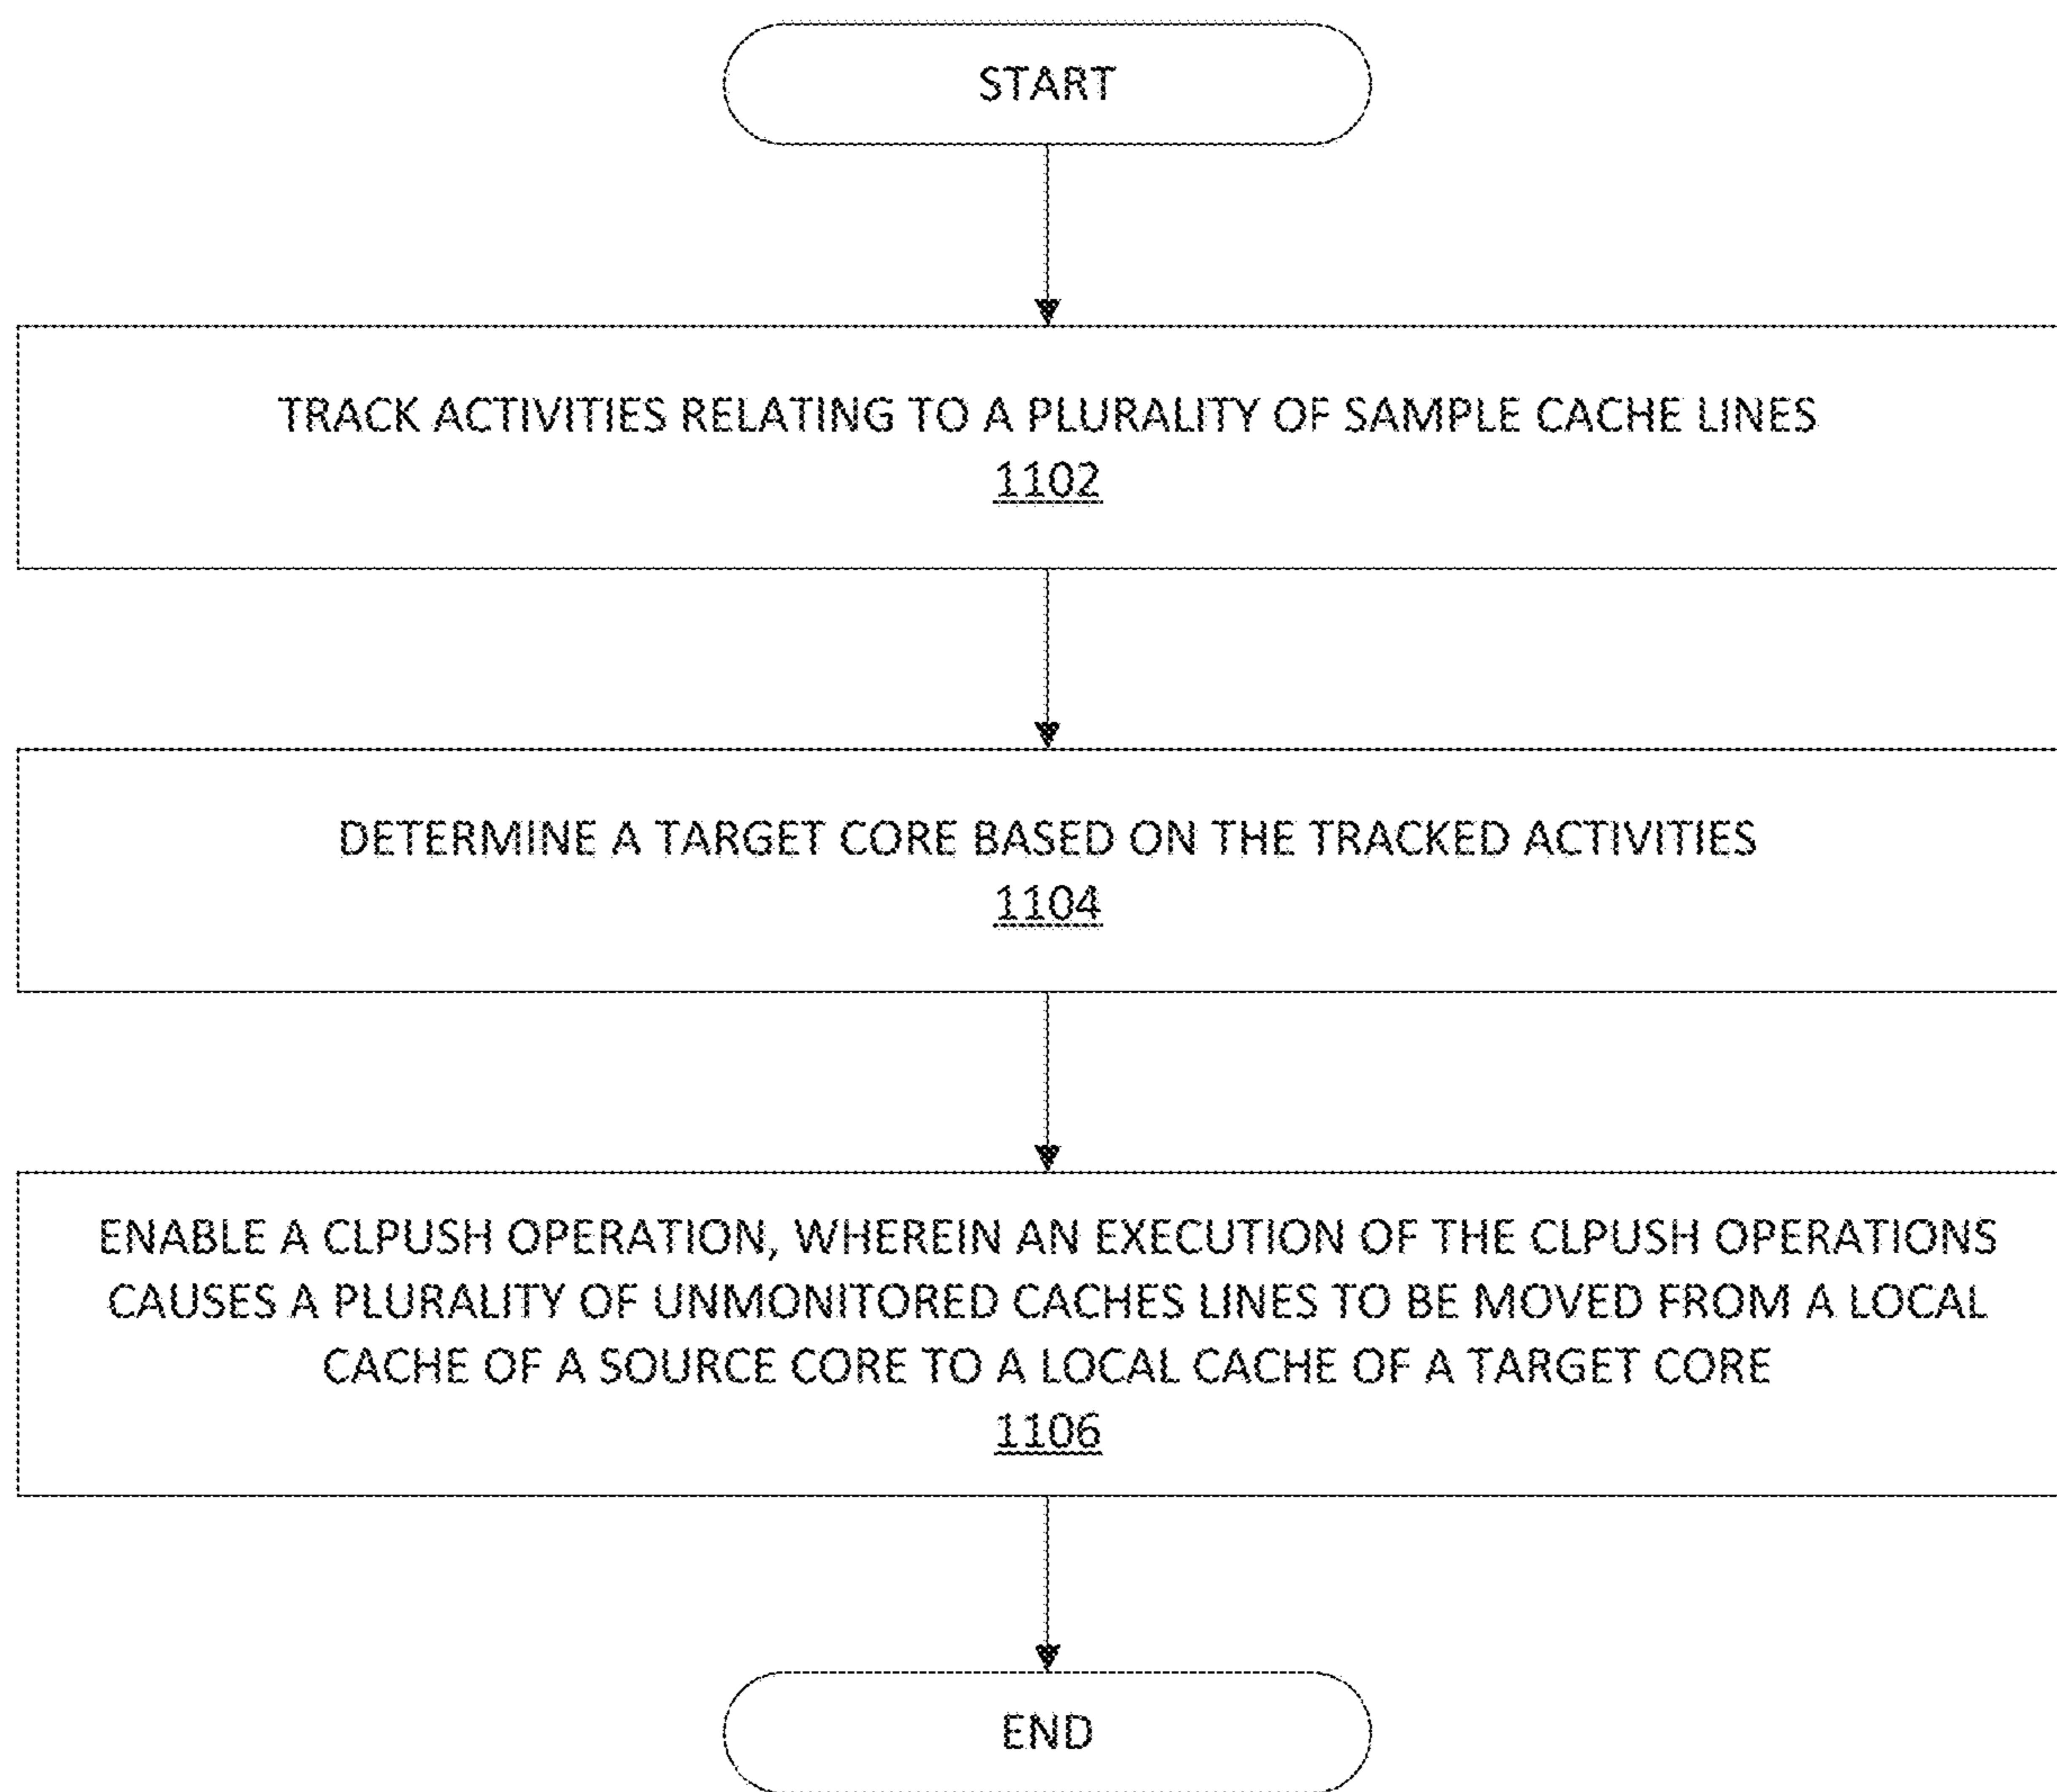 START
TRACK ACTIVITIES RELATING TO A PLURALITY OF SAMPLE CACHE LINES
1102
DETERMINE A TARGET CORE BASED ON THE TRACKED ACTIVITIES
1104
ENABLE A CLPUSH OPERATION, WHEREIN AN EXECUTION OF THE CLPUSH OPERATIONS
CAUSES A PLURALITY OF UNMONITORED CACHES LINES TO BE MOVED FROM A LOCAL
CACHE OF A SOURCE CORE TO A LOCAL CACHE OF A TARGET CORE
1106
END